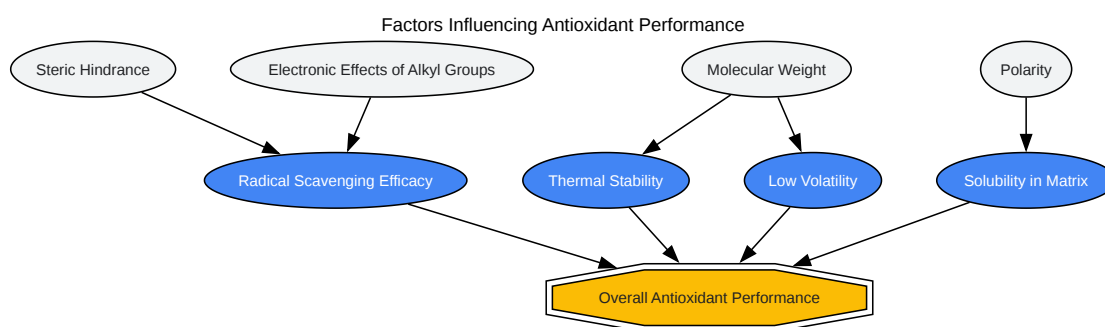 Factors Influencing Antioxidant Performance
Steric Hindrance
Electronic Effects of Alkyl Groups
Molecular Weight
Polarity
Radical Scavenging Efficacy
Thermal Stability
Low Volatility
Solubility in Matrix
Overall Antioxidant Performance